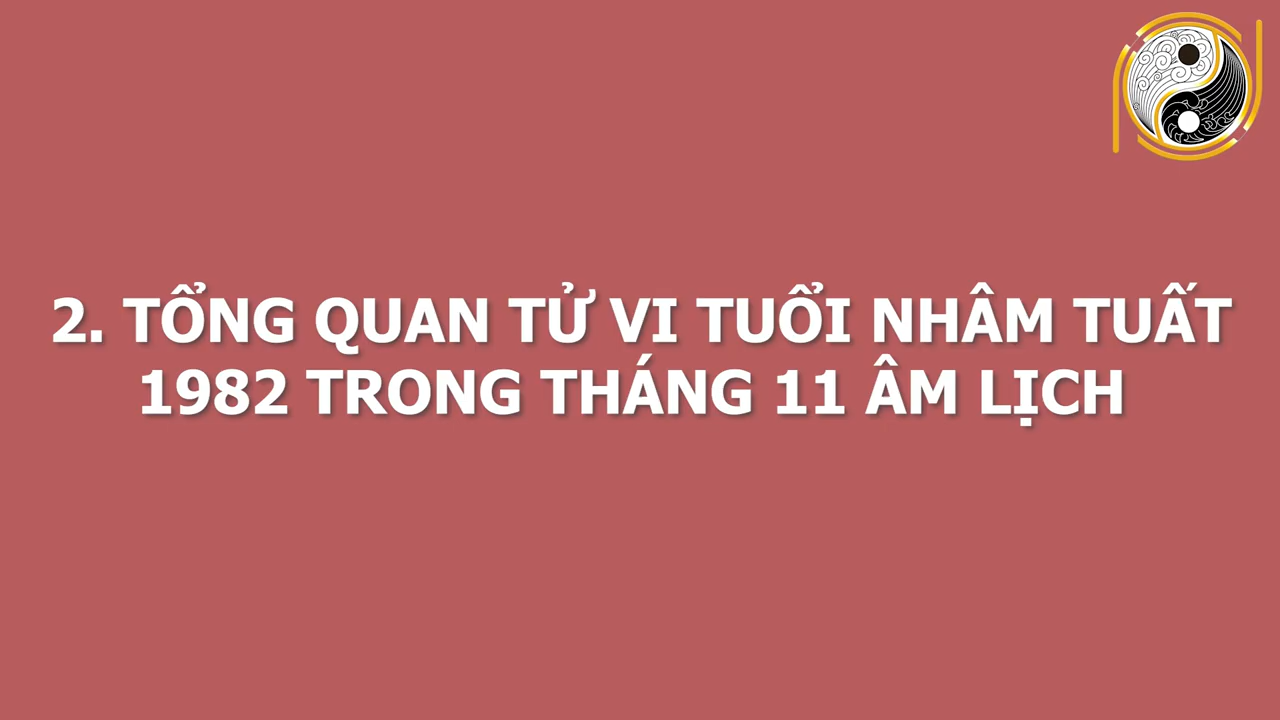 2. TỔNG QUAN TỬ VI TUỔI NHÂM TUẤT
1982 TRONG THÁNG 11 ÂM LỊCH